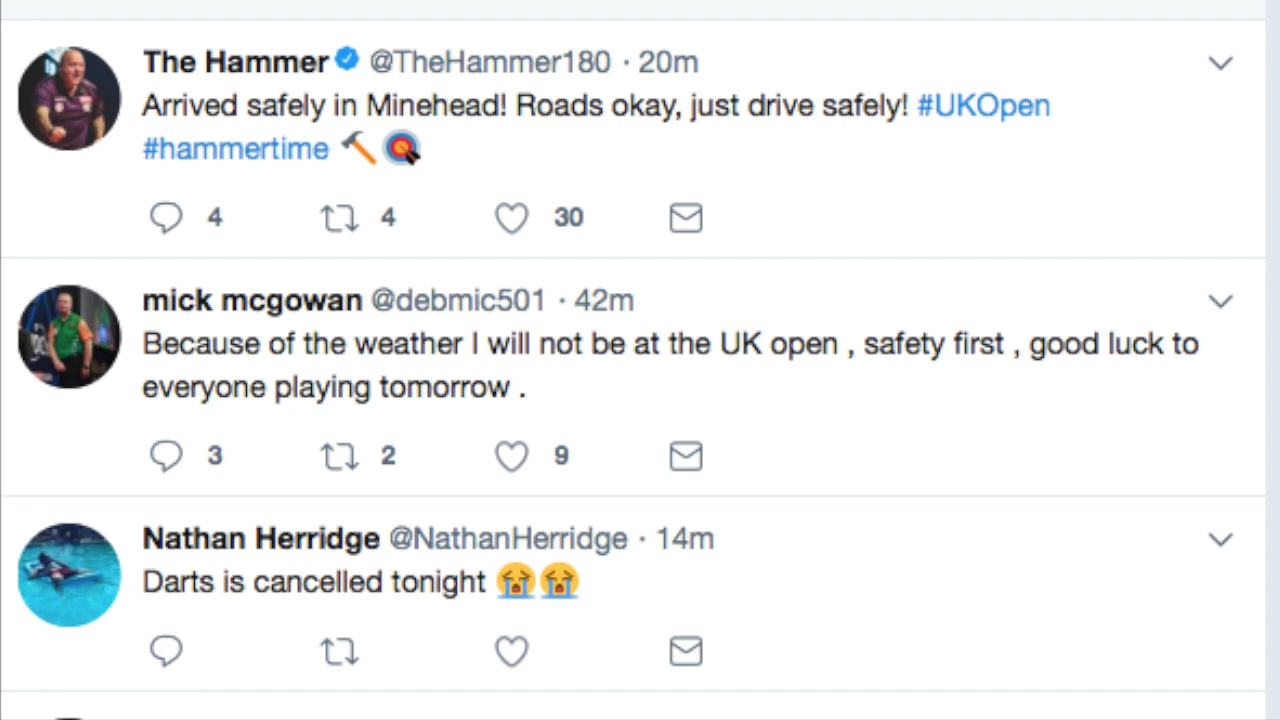 The Hammer @TheHammer180 · 20m
Arrived safely in Minehead! Roads okay, just drive safely! #UKOpen
#hammertime 🔨🎯
4 4 30
mick mcgowan @debmic501 · 42m
Because of the weather I will not be at the UK open , safety first , good luck to
everyone playing tomorrow .
3 2 9
Nathan Herridge @NathanHerridge · 14m
Darts is cancelled tonight 😭😭